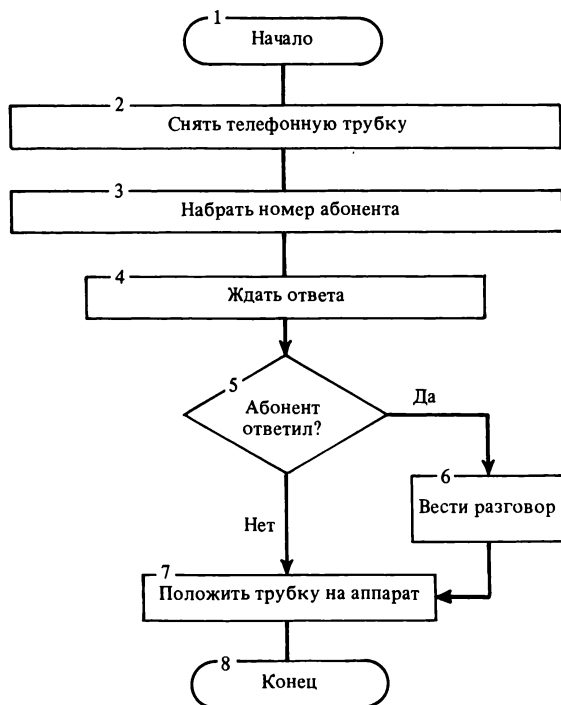 1
Начало
2
Снять телефонную трубку
3
Набрать номер абонента
4
Ждать ответа
5
Абонент
ответил?
Да
6
Вести разговор
Нет
7
Положить трубку на аппарат
8
Конец